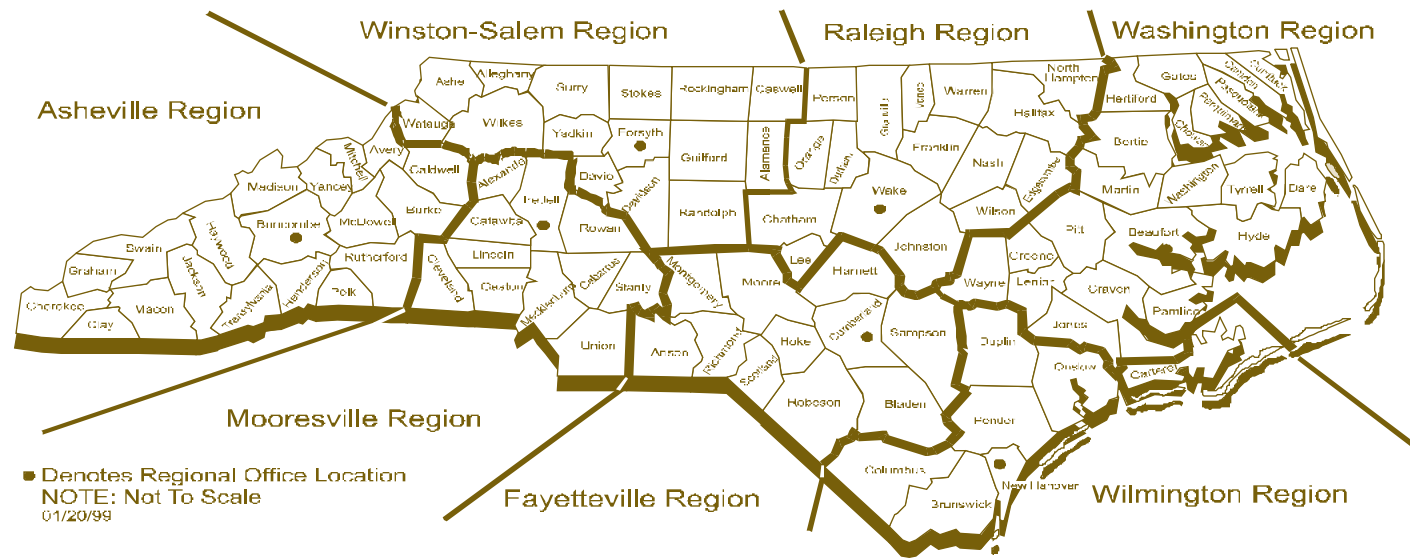 Winston-Salem Region
Raleigh Region
Washington Region
Asheville Region
Ashe
Alleghany
Surry
Stokes
Rockingham
Caswell
Person
Granville
Vance
Warren
North
Hampton
Halifax
Hertiford
Gates
Camden
Currituck
Pasquotank
Perquimans
Chowan
Watauga
Wilkes
Yadkin
Forsyth
Guilford
Alamence
Orange
Durham
Franklin
Nash
Edgecombe
Bertie
Avery
Mitchell
Caldwell
Alexander
Davie
Davidson
Wake
Martin
Washington
Tyrrell
Dare
Madison
Yancey
Burke
McDowell
Iredell
Catawba
Rowan
Randolph
Chatham
Wilson
Pitt
Beaufort
Hyde
Buncombe
Haywood
Swain
Graham
Jackson
Rutherford
Lincoln
Cleveland
Gaston
Cabarrus
Stanly
Montgomery
Moore
Lee
Harnett
Johnston
Wayne
Greene
Lenior
Craven
Pamlico
Cherokee
Clay
Macon
Transylvania
Henderson
Polk
Mecklenburg
Union
Anson
Richmond
Scotland
Hoke
Cumberland
Sampson
Duplin
Jones
Onslow
Carteret
Robeson
Bladen
Pender
Columbus
Brunswick
New Hanover
Mooresville Region
Fayetteville Region
Wilmington Region
Denotes Regional Office Location
NOTE: Not To Scale
01/20/99